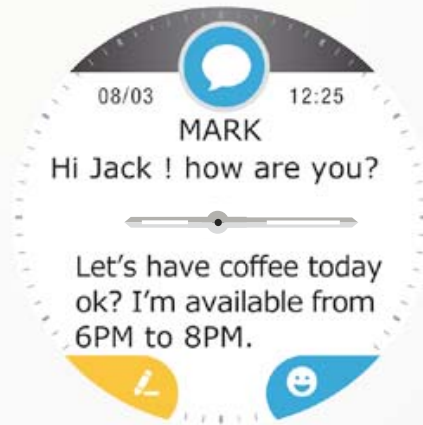 08/03 12:25
MARK
Hi Jack ! how are you?
Let's have coffee today
ok? I'm available from
6PM to 8PM.